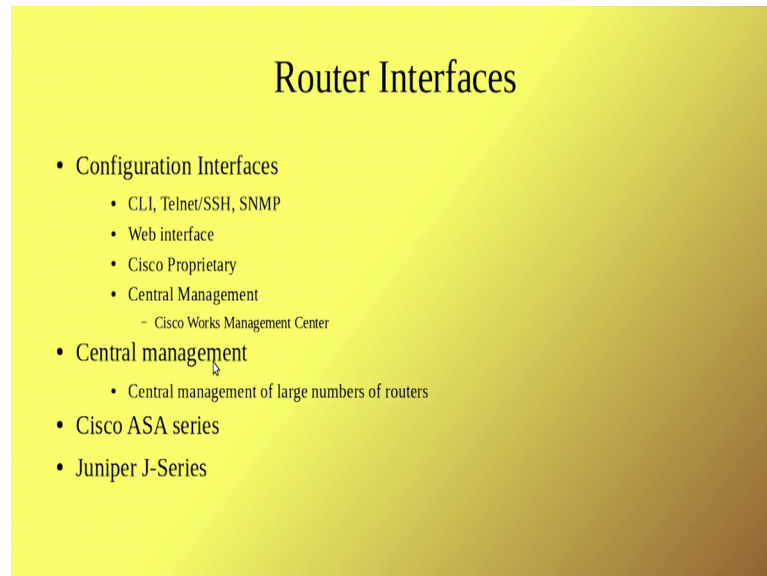 Router Interfaces
• Configuration Interfaces
• CLI, Telnet/SSH, SNMP
• Web interface
• Cisco Proprietary
• Central Management
– Cisco Works Management Center
• Central management
• Central management of large numbers of routers
• Cisco ASA series
• Juniper J-Series